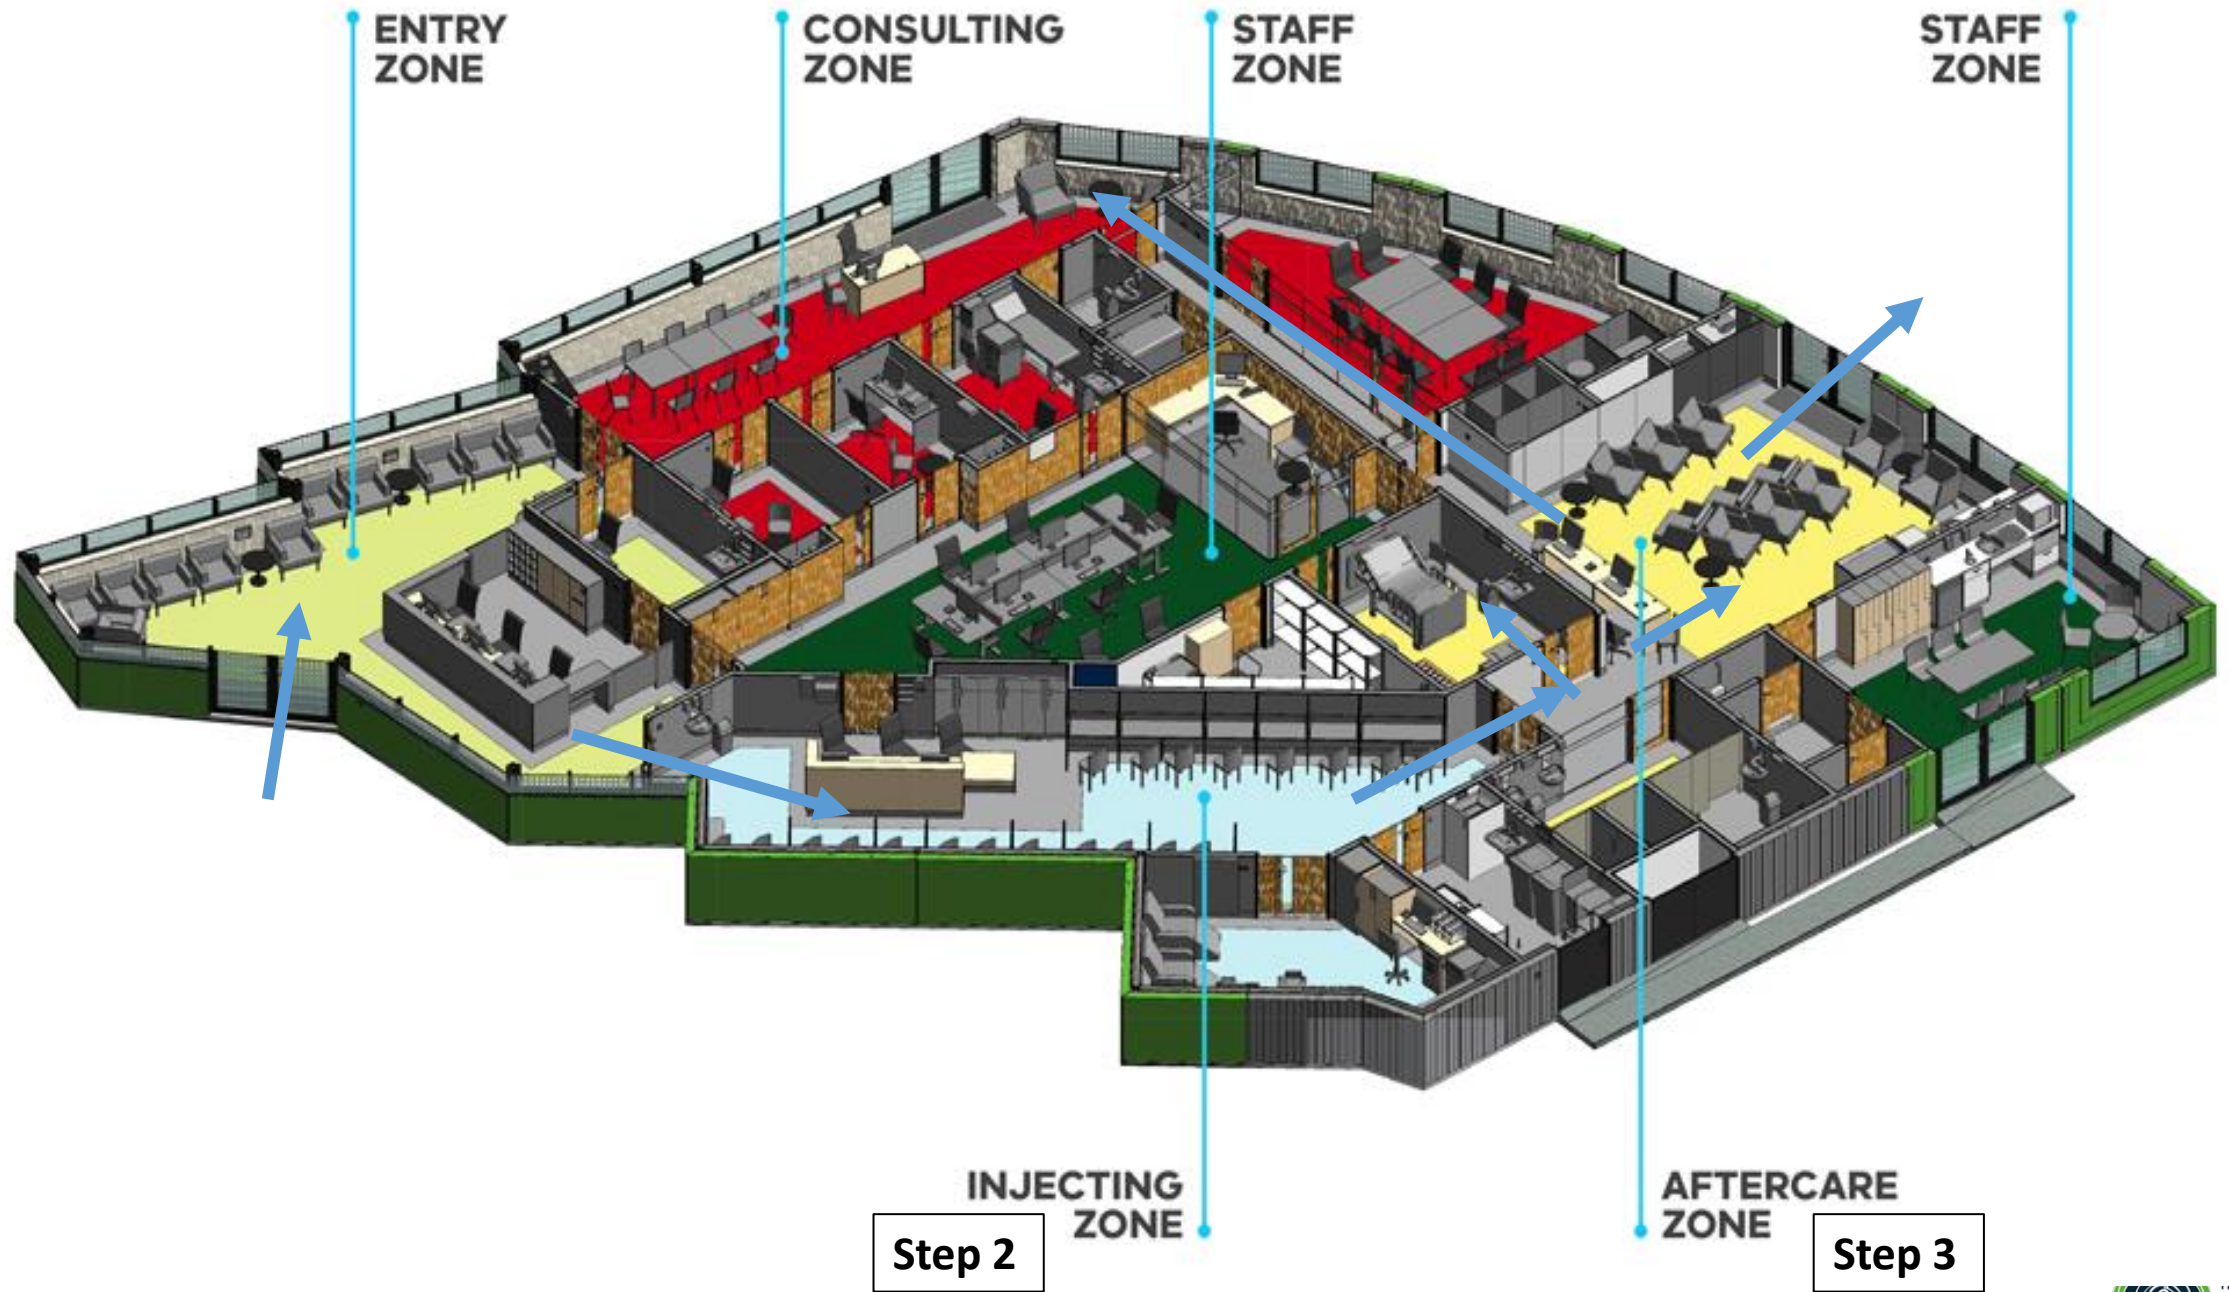 ENTRY
ZONE
CONSULTING
ZONE
STAFF
ZONE
STAFF
ZONE
INJECTING
ZONE
AFTERCARE
ZONE
Step 2
Step 3